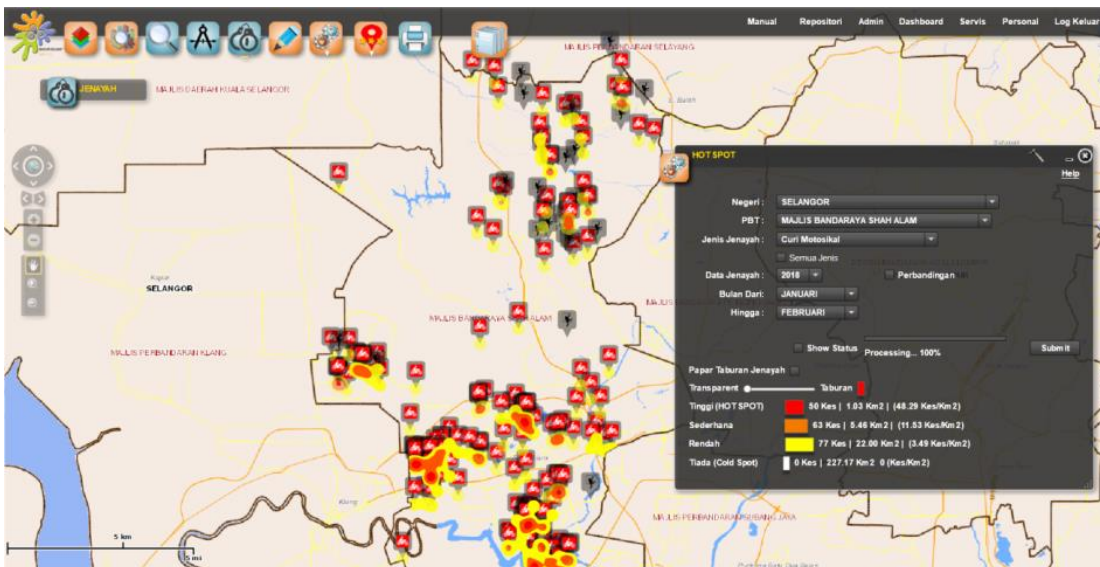 Manual Repositori Admin Dashboard Servis Personal Log Keluar
JENAYAH
MAJLIS DAERAH KUALA SELANGOR
MAJLIS PERBANDARAN SELAYANG
HOT SPOT
Help
Negeri : SELANGOR
PBT : MAJLIS BANDARAYA SHAH ALAM
Jenis Jenayah : Curi Motosikal
Semua Jenis
Data Jenayah : 2018 Perbandingan
Bulan Dari: JANUARI
Hingga : FEBRUARI
Show Status Processing... 100% Submit
Papar Taburan Jenayah
Transparent Taburan
Tinggi (HOT SPOT) 50 Kes | 1.03 Km2 | (48.29 Kes/Km2)
Sederhana 63 Kes | 5.46 Km2 | (11.53 Kes/Km2)
Rendah 77 Kes | 22.00 Km2 | (3.49 Kes/Km2)
Tiada (Cold Spot) 0 Kes | 227.17 Km2 0 (Kes/Km2)
Kapar
SELANGOR
MAJLIS BANDARAYA SHAH ALAM
MAJLIS PERBANDARAN KLANG
Klang
MAJLIS PERBANDARAN SUBANG JAYA
5 km
5 mi